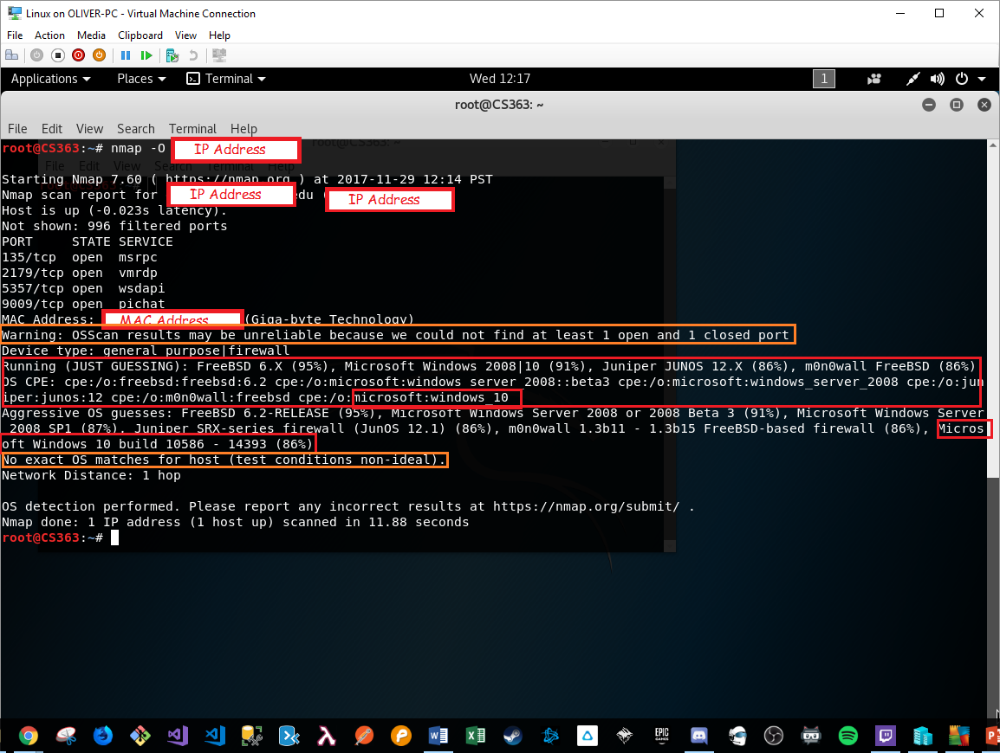 Linux on OLIVER-PC - Virtual Machine Connection
File Action Media Clipboard View Help
Applications Places Terminal Wed 12:17 1
root@CS363: ~
File Edit View Search Terminal Help
root@CS363:~# nmap -O IP Address
File Edit View Search Terminal Help
Starting Nmap 7.60 ( https://nmap.org ) at 2017-11-29 12:14 PST
Nmap scan report for IP Address edu ( IP Address
Host is up (-0.023s latency).
Not shown: 996 filtered ports
PORT STATE SERVICE
135/tcp open msrpc
2179/tcp open vmrdp
5357/tcp open wsdapi
9009/tcp open pichat
MAC Address: MAC Address (Giga-byte Technology)
Warning: OSScan results may be unreliable because we could not find at least 1 open and 1 closed port
Device type: general purpose|firewall
Running (JUST GUESSING): FreeBSD 6.X (95%), Microsoft Windows 2008|10 (91%), Juniper JUNOS 12.X (86%), m0n0wall FreeBSD (86%)
OS CPE: cpe:/o:freebsd:freebsd:6.2 cpe:/o:microsoft:windows_server_2008::beta3 cpe:/o:microsoft:windows_server_2008 cpe:/o:jun
iper:junos:12 cpe:/o:m0n0wall:freebsd cpe:/o:microsoft:windows_10
Aggressive OS guesses: FreeBSD 6.2-RELEASE (95%), Microsoft Windows Server 2008 or 2008 Beta 3 (91%), Microsoft Windows Server
2008 SP1 (87%), Juniper SRX-series firewall (JunOS 12.1) (86%), m0n0wall 1.3b11 - 1.3b15 FreeBSD-based firewall (86%), Micros
oft Windows 10 build 10586 - 14393 (86%)
No exact OS matches for host (test conditions non-ideal).
Network Distance: 1 hop
OS detection performed. Please report any incorrect results at https://nmap.org/submit/ .
Nmap done: 1 IP address (1 host up) scanned in 11.88 seconds
root@CS363:~#
EPIC
GAMES